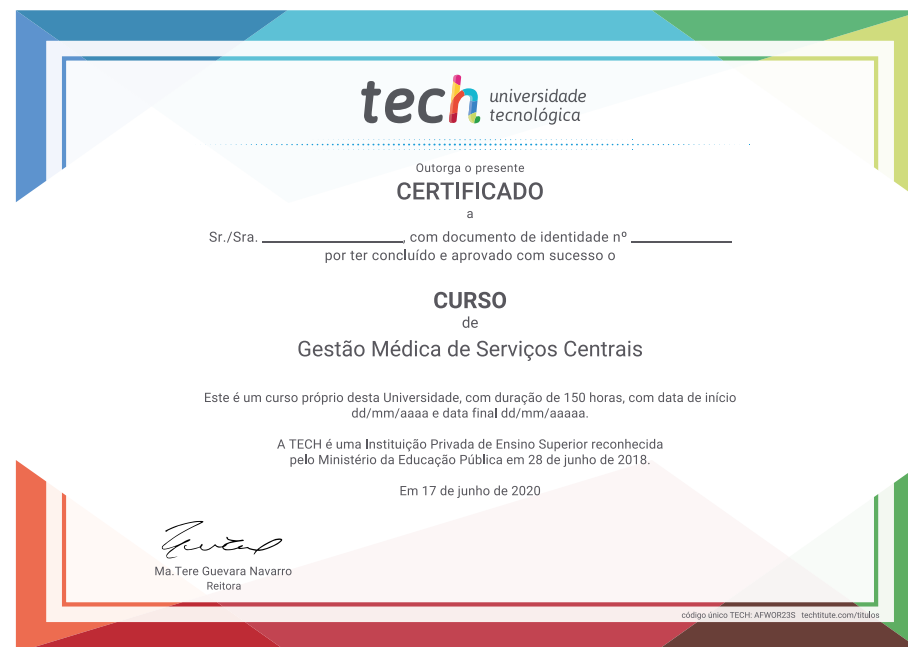 tech universidade
tecnológica
Outorga o presente
CERTIFICADO
a
Sr./Sra. ____________________, com documento de identidade nº ______________
por ter concluído e aprovado com sucesso o
CURSO
de
Gestão Médica de Serviços Centrais
Este é um curso próprio desta Universidade, com duração de 150 horas, com data de início
dd/mm/aaaa e data final dd/mm/aaaaa.
A TECH é uma Instituição Privada de Ensino Superior reconhecida
pelo Ministério da Educação Pública em 28 de junho de 2018.
Em 17 de junho de 2020
Ma.Tere Guevara Navarro
Reitora
código único TECH: AFWOR23S techtitute.com/titulos